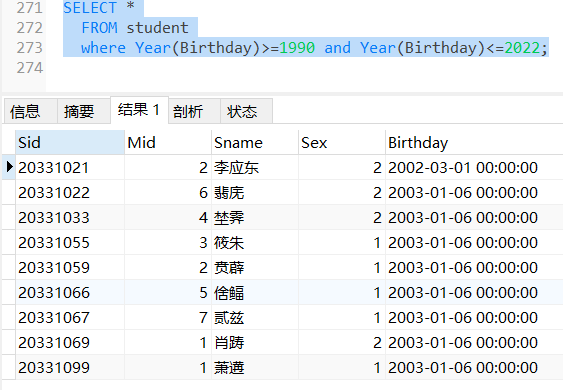 271 SELECT *
272 FROM student
273 where Year(Birthday)>=1990 and Year(Birthday)<=2022;
274
信息 摘要 结果 1 剖析 状态
Sid Mid Sname Sex Birthday
20331021 2 李应东 2 2002-03-01 00:00:00
20331022 6 翡庑 2 2003-01-06 00:00:00
20331033 4 埜霁 2 2003-01-06 00:00:00
20331055 3 筱朱 1 2003-01-06 00:00:00
20331059 2 贲薜 1 2003-01-06 00:00:00
20331066 5 倽鲾 1 2003-01-06 00:00:00
20331067 7 贰兹 1 2003-01-06 00:00:00
20331069 1 肖踌 2 2003-01-06 00:00:00
20331099 1 萧遵 1 2003-01-06 00:00:00